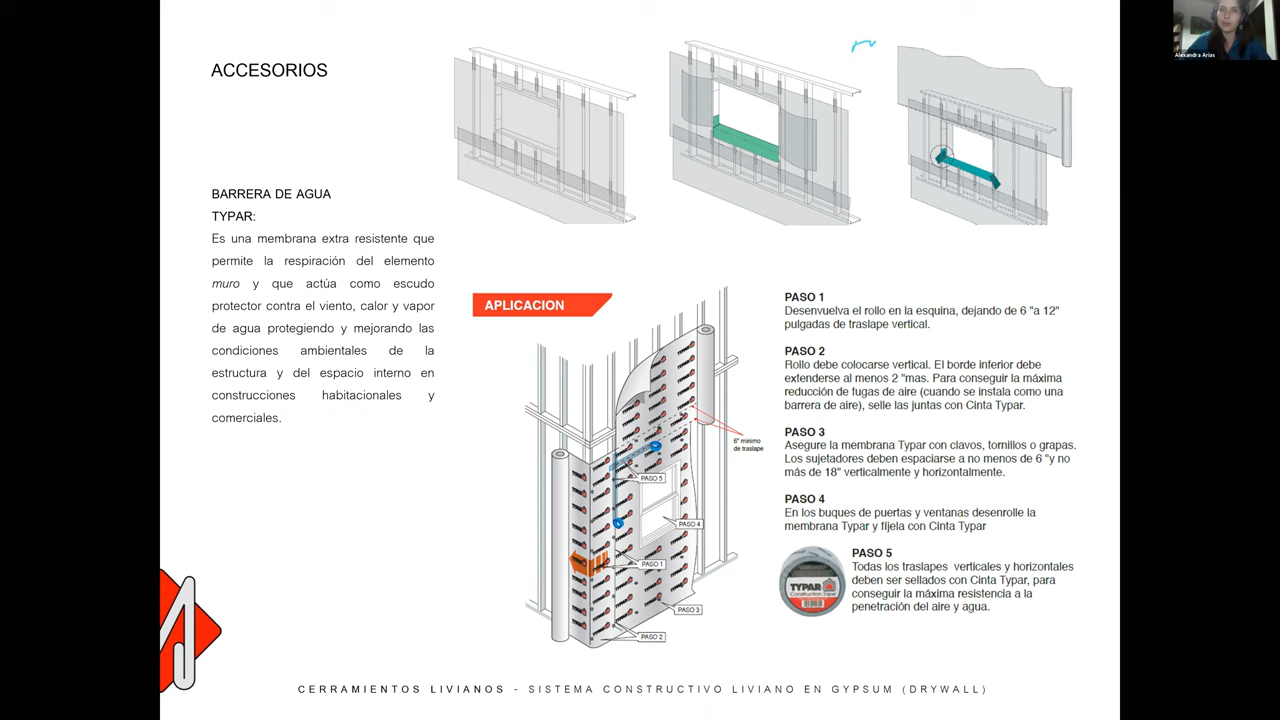 Alexandra Arias
ACCESORIOS
BARRERA DE AGUA
TYPAR:
Es una membrana extra resistente que
permite la respiración del elemento
muro y que actúa como escudo
protector contra el viento, calor y vapor
de agua protegiendo y mejorando las
condiciones ambientales de la
estructura y del espacio interno en
construcciones habitacionales y
comerciales.
APLICACION
6" minimo
de traslape
PASO 5
PASO 4
PASO 1
PASO 3
PASO 2
PASO 1
Desenvuelva el rollo en la esquina, dejando de 6 "a 12"
pulgadas de traslape vertical.
PASO 2
Rollo debe colocarse vertical. El borde inferior debe
extenderse al menos 2 "mas. Para conseguir la máxima
reducción de fugas de aire (cuando se instala como una
barrera de aire), selle las juntas con Cinta Typar.
PASO 3
Asegure la membrana Typar con clavos, tornillos o grapas.
Los sujetadores deben espaciarse a no menos de 6 "y no
más de 18" verticalmente y horizontalmente.
PASO 4
En los buques de puertas y ventanas desenrolle la
membrana Typar y fíjela con Cinta Typar
PASO 5
Todas los traslapes verticales y horizontales
deben ser sellados con Cinta Typar, para
conseguir la máxima resistencia a la
penetración del aire y agua.
TYPAR
Construction Tape
CERRAMIENTOS LIVIANOS - SISTEMA CONSTRUCTIVO LIVIANO EN GYPSUM (DRYWALL)